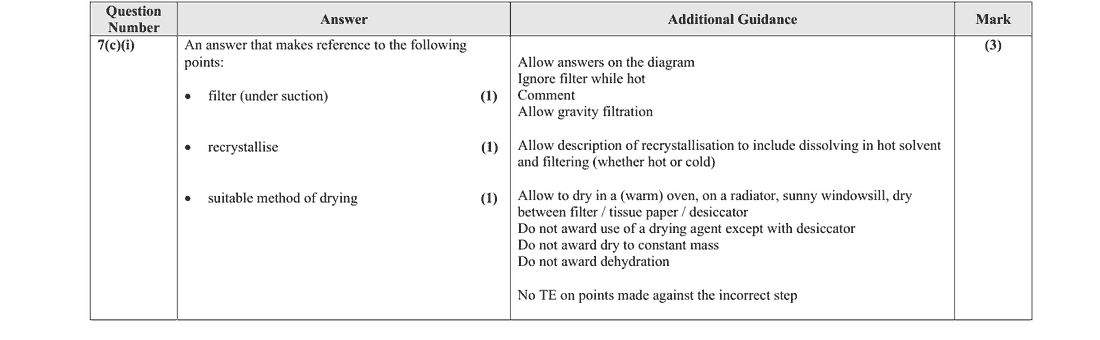 Question Number
Answer
Additional Guidance
Mark
7(c)(i)
An answer that makes reference to the following
points:
• filter (under suction) (1)
• recrystallise (1)
• suitable method of drying (1)
Allow answers on the diagram
Ignore filter while hot
Comment
Allow gravity filtration
Allow description of recrystallisation to include dissolving in hot solvent
and filtering (whether hot or cold)
Allow to dry in a (warm) oven, on a radiator, sunny windowsill, dry
between filter / tissue paper / desiccator
Do not award use of a drying agent except with desiccator
Do not award dry to constant mass
Do not award dehydration
No TE on points made against the incorrect step
(3)